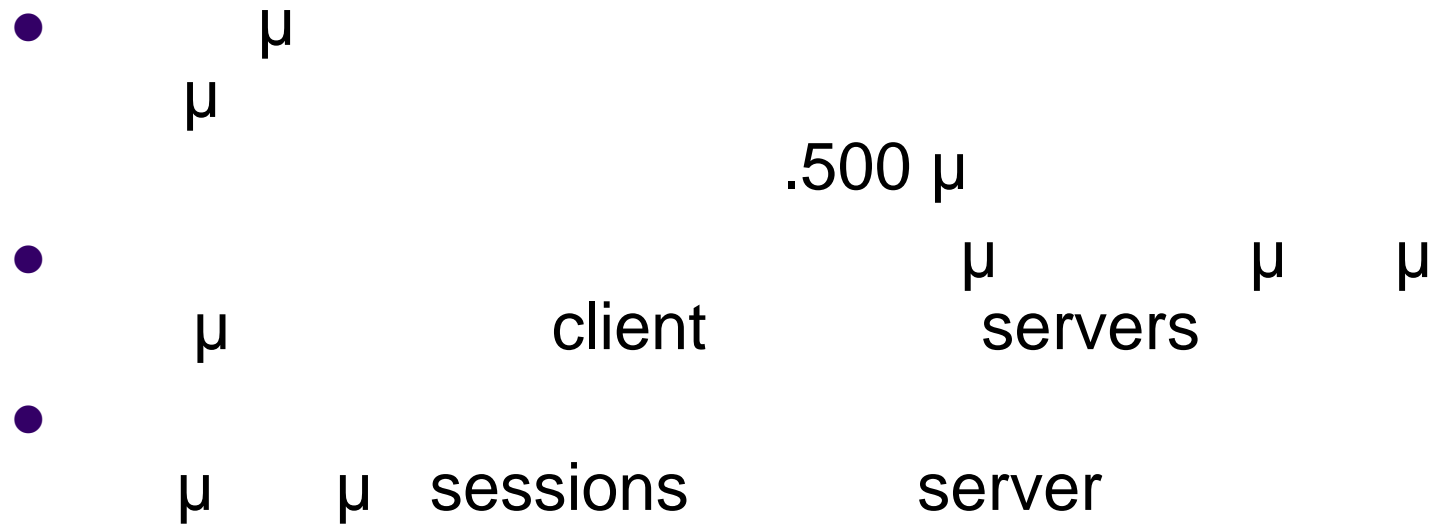 • μ
μ
.500 μ
• μ μ μ
μ client servers
•
μ μ sessions server